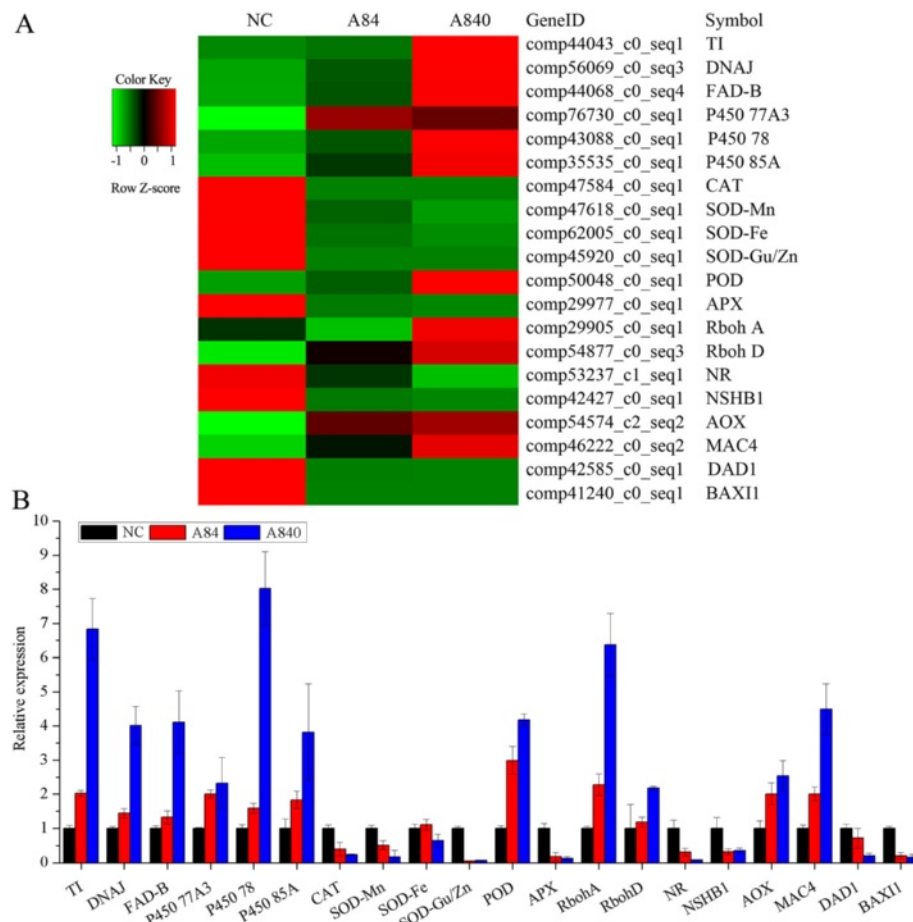 A
NC A84 A840 GeneID Symbol
Color Key
-1 0 1
Row Z-score
comp44043_c0_seq1 TI
comp56069_c0_seq3 DNAJ
comp44068_c0_seq4 FAD-B
comp76730_c0_seq1 P450 77A3
comp43088_c0_seq1 P450 78
comp35535_c0_seq1 P450 85A
comp47584_c0_seq1 CAT
comp47618_c0_seq1 SOD-Mn
comp62005_c0_seq1 SOD-Fe
comp45920_c0_seq1 SOD-Gu/Zn
comp50048_c0_seq1 POD
comp29977_c0_seq1 APX
comp29905_c0_seq1 Rboh A
comp54877_c0_seq3 Rboh D
comp53237_c1_seq1 NR
comp42427_c0_seq1 NSHB1
comp54574_c2_seq2 AOX
comp46222_c0_seq2 MAC4
comp42585_c0_seq1 DAD1
comp41240_c0_seq1 BAXI1
B
NC A84 A840
Relative expression
10
9
8
7
6
5
4
3
2
1
0
TI DNAJ FAD-B P450 77A3 P450 78 P450 85A CAT SOD-Mn SOD-Fe SOD-Gu/Zn POD APX RbohA RbohD NR NSHB1 AOX MAC4 DAD1 BAXI1